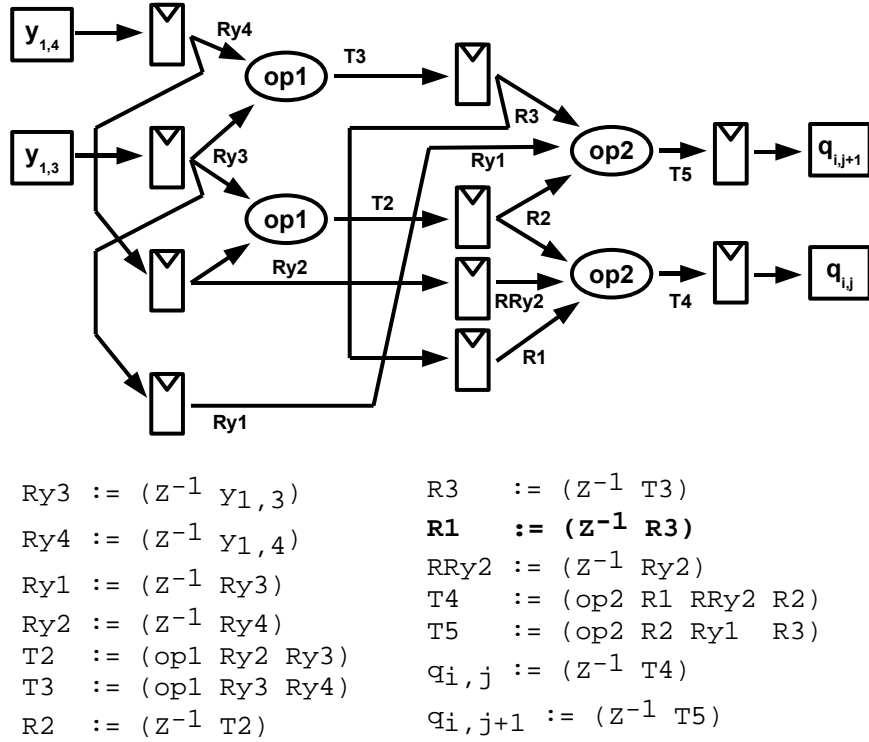 y1,4
Ry4
T3
op1
R3
y1,3
Ry3
Ry1
op2
T5
qi,j+1
op1
T2
R2
Ry2
RRy2
op2
T4
qi,j
R1
Ry1
Ry3 := (Z-1 y1,3)
Ry4 := (Z-1 y1,4)
Ry1 := (Z-1 Ry3)
Ry2 := (Z-1 Ry4)
T2 := (op1 Ry2 Ry3)
T3 := (op1 Ry3 Ry4)
R2 := (Z-1 T2)
R3 := (Z-1 T3)
R1 := (Z-1 R3)
RRy2 := (Z-1 Ry2)
T4 := (op2 R1 RRy2 R2)
T5 := (op2 R2 Ry1 R3)
qi,j := (Z-1 T4)
qi,j+1 := (Z-1 T5)